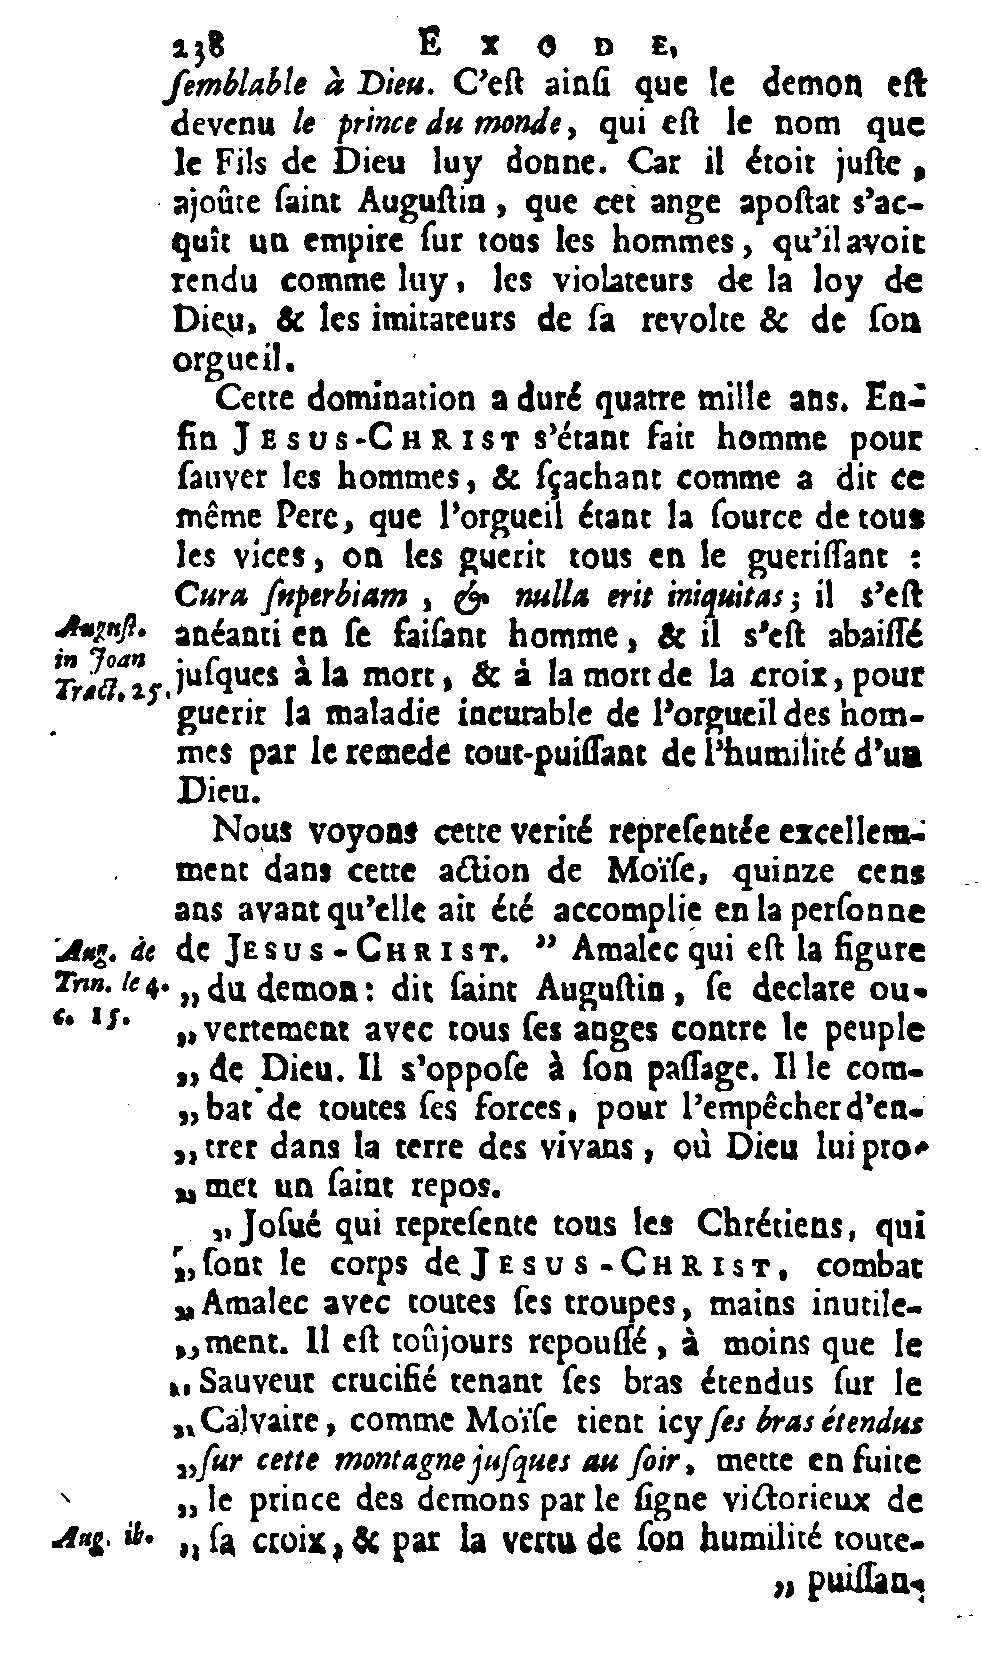 238 EXODE,
ſemblable à Dieu. C'eſt ainſi que le demon eſt
devenu le prince du monde, qui eſt le nom que
le Fils de Dieu luy donne. Car il étoit juſte,
ajoûte ſaint Auguſtin, que cet ange apoſtat s'ac-
quît un empire ſur tous les hommes, qu'il avoit
rendu comme luy, les violateurs de la loy de
Dieu, & les imitateurs de ſa revolte & de ſon
orgueil.
Cette domination a duré quatre mille ans. En-
fin JESUS-CHRIST s'étant fait homme pour
ſauver les hommes, & ſçachant comme a dit ce
même Pere, que l'orgueil étant la ſource de tous
les vices, on les guerit tous en le gueriſſant :
Cura ſuperbiam, & nulla erit iniquitas; il s'eſt
Auguſt. anéanti en ſe faiſant homme, & il s'eſt abaiſſé
in Joan
Tract. 25. juſques à la mort, & à la mort de la croix, pour
guerir la maladie incurable de l'orgueil des hom-
mes par le remede tout-puiſſant de l'humilité d'un
Dieu.
Nous voyons cette verité repreſentée excellem-
ment dans cette action de Moïſe, quinze cens
ans avant qu'elle ait été accomplie en la perſonne
Aug. de de JESUS-CHRIST. ” Amalec qui eſt la figure
Trin. le 4. „ du demon: dit ſaint Auguſtin, ſe declare ou-
c. 15. „ vertement avec tous ſes anges contre le peuple
„ de Dieu. Il s'oppoſe à ſon paſſage. Il le com-
„ bat de toutes ſes forces, pour l'empêcher d'en-
„ trer dans la terre des vivans, où Dieu lui pro-
„ met un ſaint repos.
„ Joſué qui repreſente tous les Chrétiens, qui
„ ſont le corps de JESUS-CHRIST, combat
„ Amalec avec toutes ſes troupes, mains inutile-
„ ment. Il eſt toûjours repouſſé, à moins que le
„ Sauveur crucifié tenant ſes bras étendus ſur le
„ Calvaire, comme Moïſe tient icy ſes bras étendus
„ ſur cette montagne juſques au ſoir, mette en fuite
„ le prince des demons par le ſigne victorieux de
Aug. ib. „ ſa croix, & par la vertu de ſon humilité toute-
„ puiſſan-